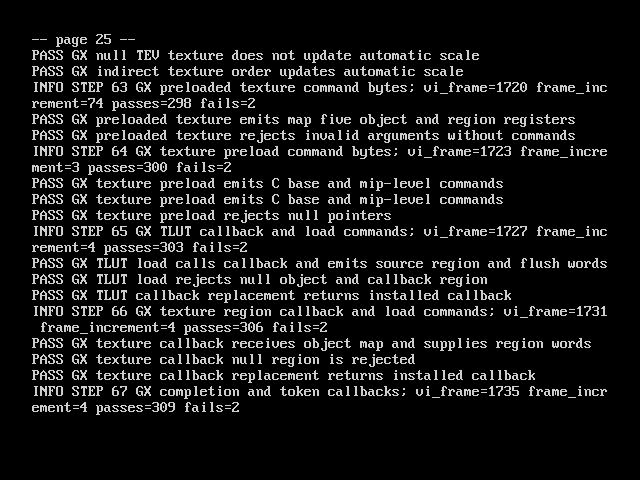 -- page 25 --
PASS GX null TEV texture does not update automatic scale
PASS GX indirect texture order updates automatic scale
INFO STEP 63 GX preloaded texture command bytes; vi_frame=1720 frame_inc
rement=74 passes=298 fails=2
PASS GX preloaded texture emits map five object and region registers
PASS GX preloaded texture rejects invalid arguments without commands
INFO STEP 64 GX texture preload command bytes; vi_frame=1723 frame_incre
ment=3 passes=300 fails=2
PASS GX texture preload emits C base and mip-level commands
PASS GX texture preload emits C base and mip-level commands
PASS GX texture preload rejects null pointers
INFO STEP 65 GX TLUT callback and load commands; vi_frame=1727 frame_inc
rement=4 passes=303 fails=2
PASS GX TLUT load calls callback and emits source region and flush words
PASS GX TLUT load rejects null object and callback region
PASS GX TLUT callback replacement returns installed callback
INFO STEP 66 GX texture region callback and load commands; vi_frame=1731
 frame_increment=4 passes=306 fails=2
PASS GX texture callback receives object map and supplies region words
PASS GX texture callback null region is rejected
PASS GX texture callback replacement returns installed callback
INFO STEP 67 GX completion and token callbacks; vi_frame=1735 frame_incr
ement=4 passes=309 fails=2